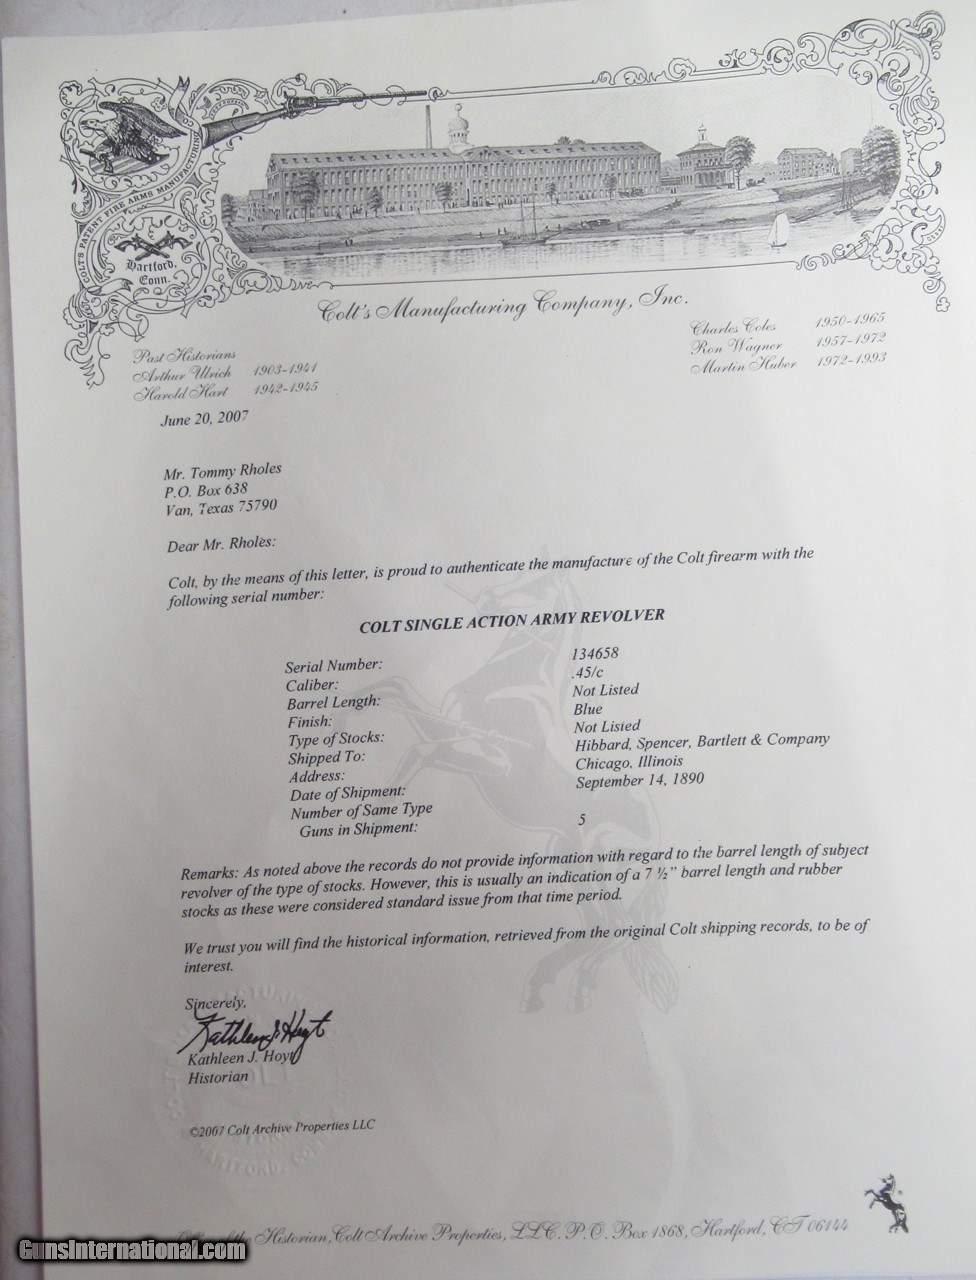 COLT'S PATENT FIRE ARMS MANUFACTURING
Hartford,
Conn.
Colt's Manufacturing Company, Inc.
Past Historians
Arthur Ulrich 1903-1941
Harold Hart 1942-1945
Charles Coles 1950-1965
Ron Wagner 1957-1972
Martin Huber 1972-1993
June 20, 2007
Mr. Tommy Rholes
P.O. Box 638
Van, Texas 75790
Dear Mr. Rholes:
Colt, by the means of this letter, is proud to authenticate the manufacture of the Colt firearm with the
following serial number:
COLT SINGLE ACTION ARMY REVOLVER
Serial Number: 134658
Caliber: .45/c
Barrel Length: Not Listed
Finish: Blue
Type of Stocks: Not Listed
Shipped To: Hibbard, Spencer, Bartlett & Company
Address: Chicago, Illinois
Date of Shipment: September 14, 1890
Number of Same Type
Guns in Shipment: 5
Remarks: As noted above the records do not provide information with regard to the barrel length of subject
revolver of the type of stocks. However, this is usually an indication of a 7 ½" barrel length and rubber
stocks as these were considered standard issue from that time period.
We trust you will find the historical information, retrieved from the original Colt shipping records, to be of
interest.
Sincerely,
Kathleen J. Hoyt
Kathleen J. Hoyt
Historian
©2007 Colt Archive Properties LLC
of the Historian, Colt Archive Properties, LLC. P.O. Box 1868, Hartford, CT 06144
GunsInternational.com